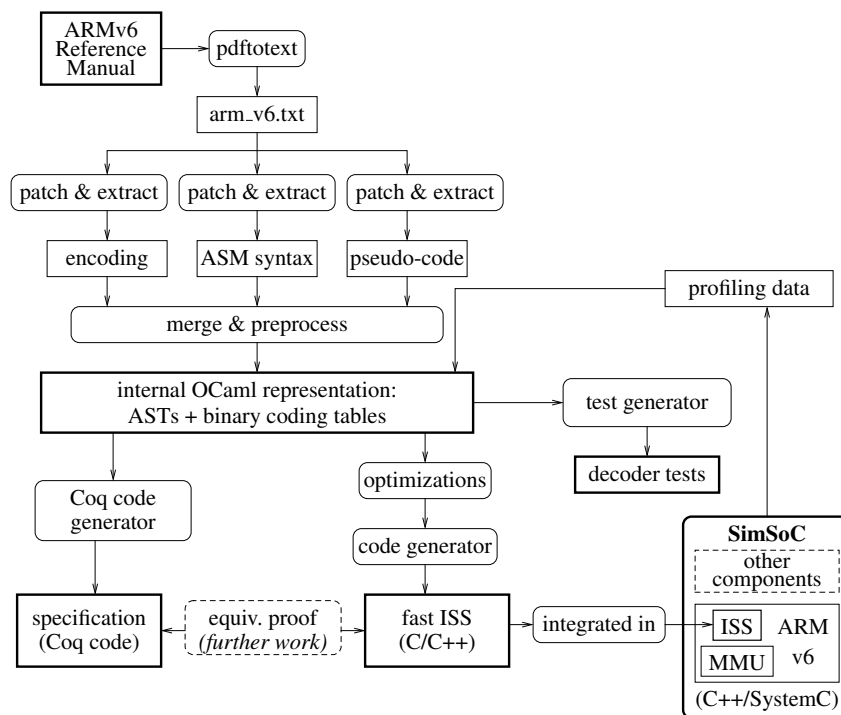 ARMv6
Reference
Manual
pdftotext
arm_v6.txt
patch & extract
patch & extract
patch & extract
encoding
ASM syntax
pseudo-code
profiling data
merge & preprocess
internal OCaml representation:
ASTs + binary coding tables
test generator
decoder tests
optimizations
Coq code
generator
code generator
SimSoC
other
components
specification
(Coq code)
equiv. proof
(further work)
fast ISS
(C/C++)
integrated in
ISS
ARM
v6
MMU
(C++/SystemC)